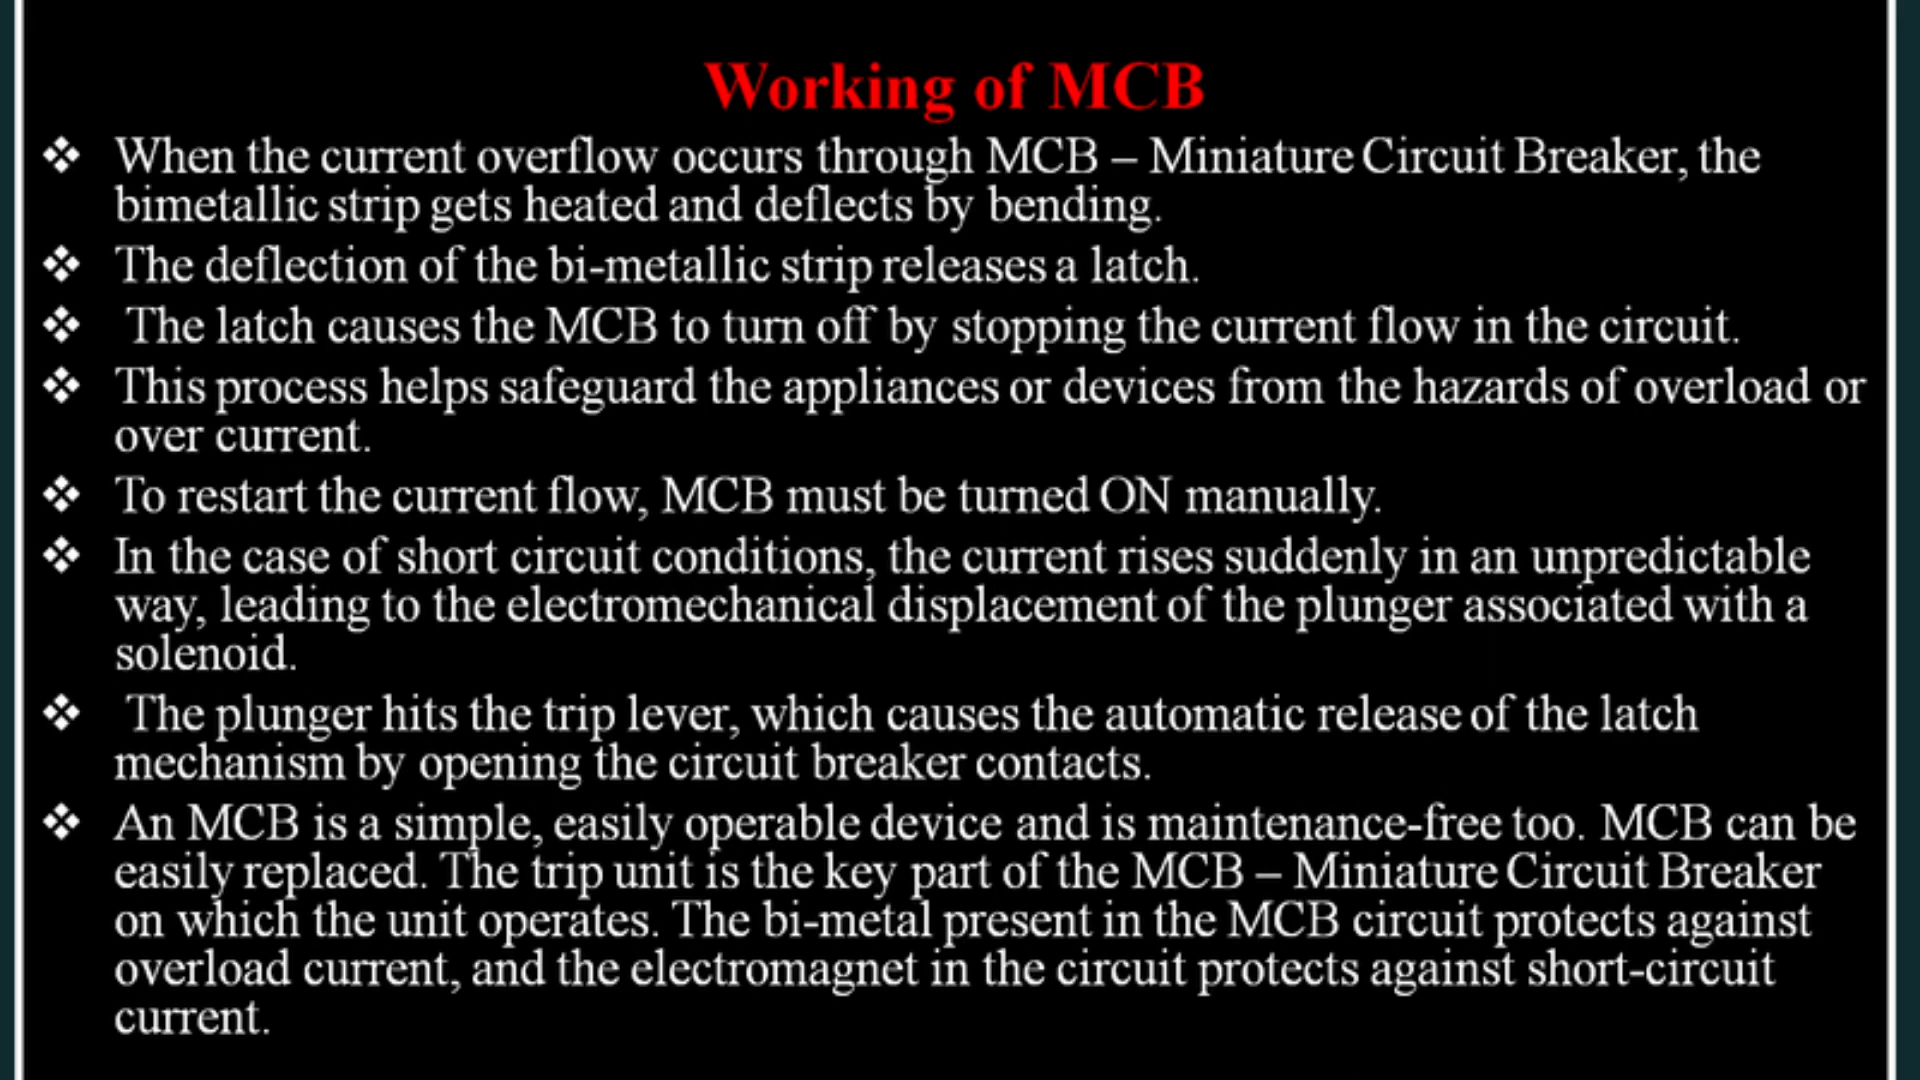 Working of MCB
❖ When the current overflow occurs through MCB – Miniature Circuit Breaker, the
bimetallic strip gets heated and deflects by bending.
❖ The deflection of the bi-metallic strip releases a latch.
❖ The latch causes the MCB to turn off by stopping the current flow in the circuit.
❖ This process helps safeguard the appliances or devices from the hazards of overload or
over current.
❖ To restart the current flow, MCB must be turned ON manually.
❖ In the case of short circuit conditions, the current rises suddenly in an unpredictable
way, leading to the electromechanical displacement of the plunger associated with a
solenoid.
❖ The plunger hits the trip lever, which causes the automatic release of the latch
mechanism by opening the circuit breaker contacts.
❖ An MCB is a simple, easily operable device and is maintenance-free too. MCB can be
easily replaced. The trip unit is the key part of the MCB – Miniature Circuit Breaker
on which the unit operates. The bi-metal present in the MCB circuit protects against
overload current, and the electromagnet in the circuit protects against short-circuit
current.